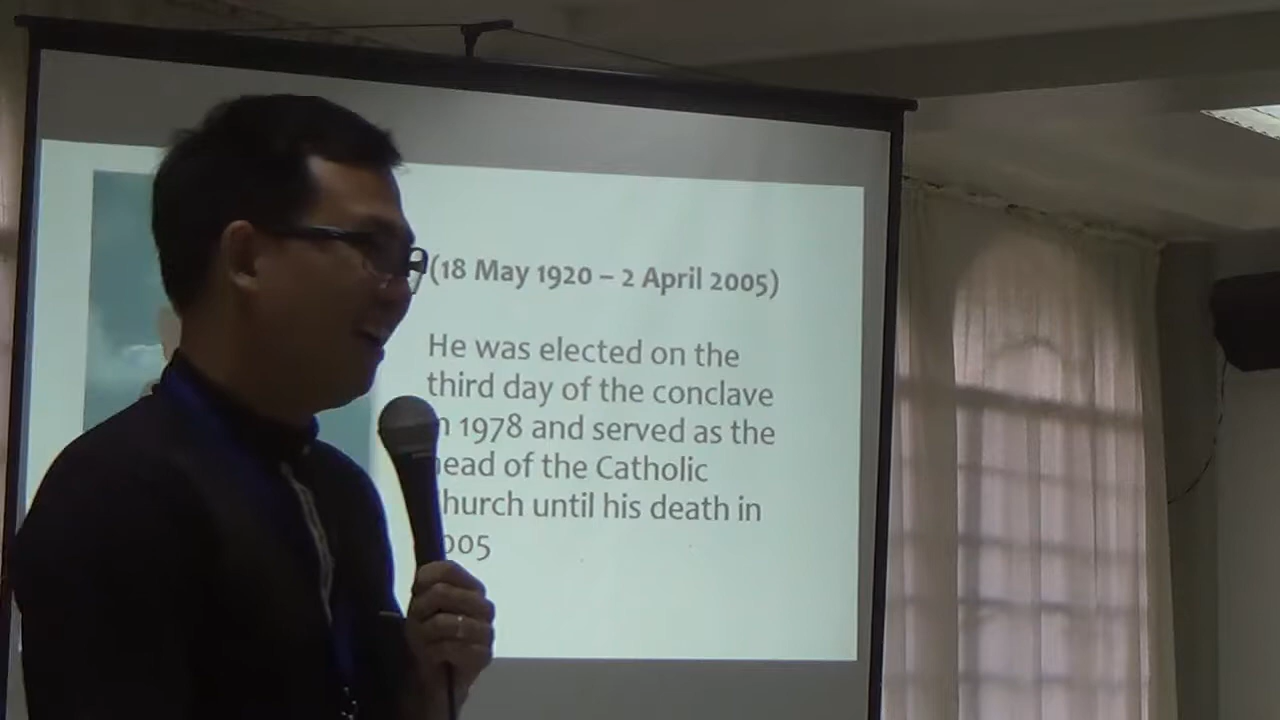 (18 May 1920 – 2 April 2005)
He was elected on the
third day of the conclave
n 1978 and served as the
ead of the Catholic
hurch until his death in
005